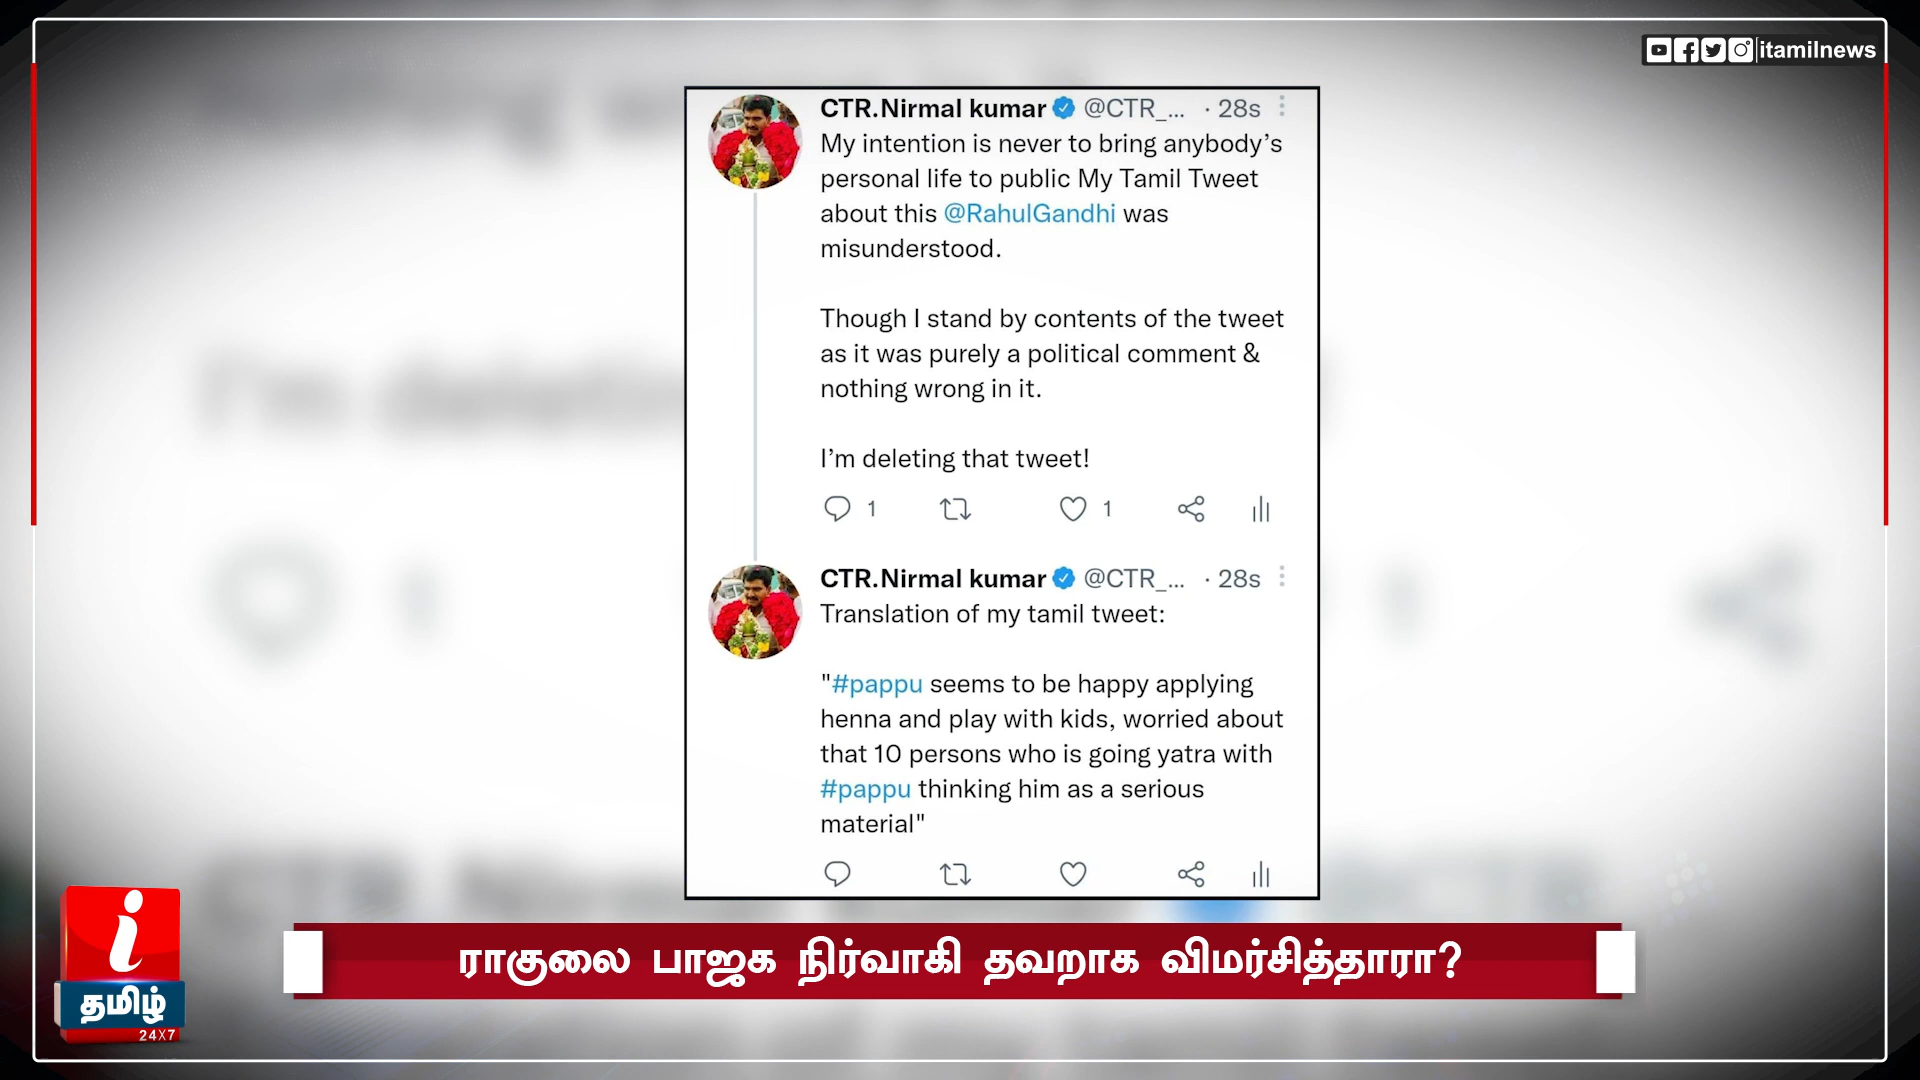 itamilnews
CTR.Nirmal kumar @CTR_... · 28s
My intention is never to bring anybody’s
personal life to public My Tamil Tweet
about this @RahulGandhi was
misunderstood.
Though I stand by contents of the tweet
as it was purely a political comment &
nothing wrong in it.
I’m deleting that tweet!
1 1
CTR.Nirmal kumar @CTR_... · 28s
Translation of my tamil tweet:
"#pappu seems to be happy applying
henna and play with kids, worried about
that 10 persons who is going yatra with
#pappu thinking him as a serious
material"
ராகுலை பாஜக நிர்வாகி தவறாக விமர்சித்தாரா?
i
தமிழ்
24X7